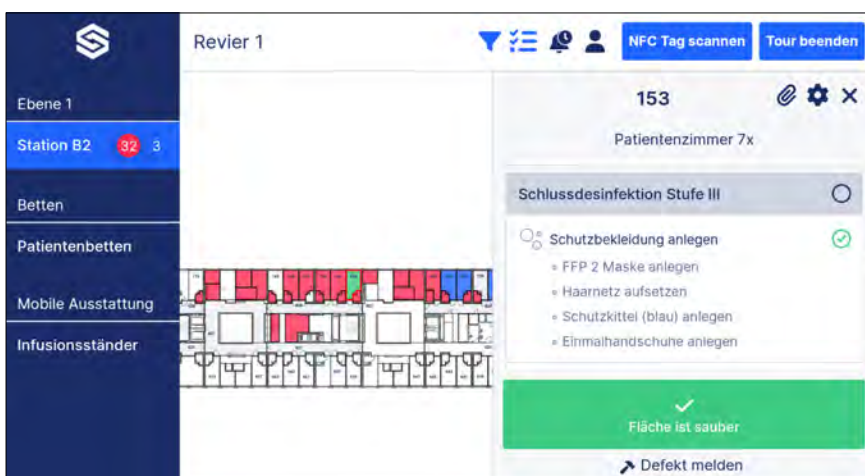 Revier 1
NFC Tag scannen
Tour beenden
Ebene 1
Station B2 32 3
Betten
Patientenbetten
Mobile Ausstattung
Infusionsständer
153
Patientenzimmer 7x
Schlussdesinfektion Stufe III
Schutzbekleidung anlegen
FFP 2 Maske anlegen
Haarnetz aufsetzen
Schutzkittel (blau) anlegen
Einmalhandschuhe anlegen
Fläche ist sauber
Defekt melden